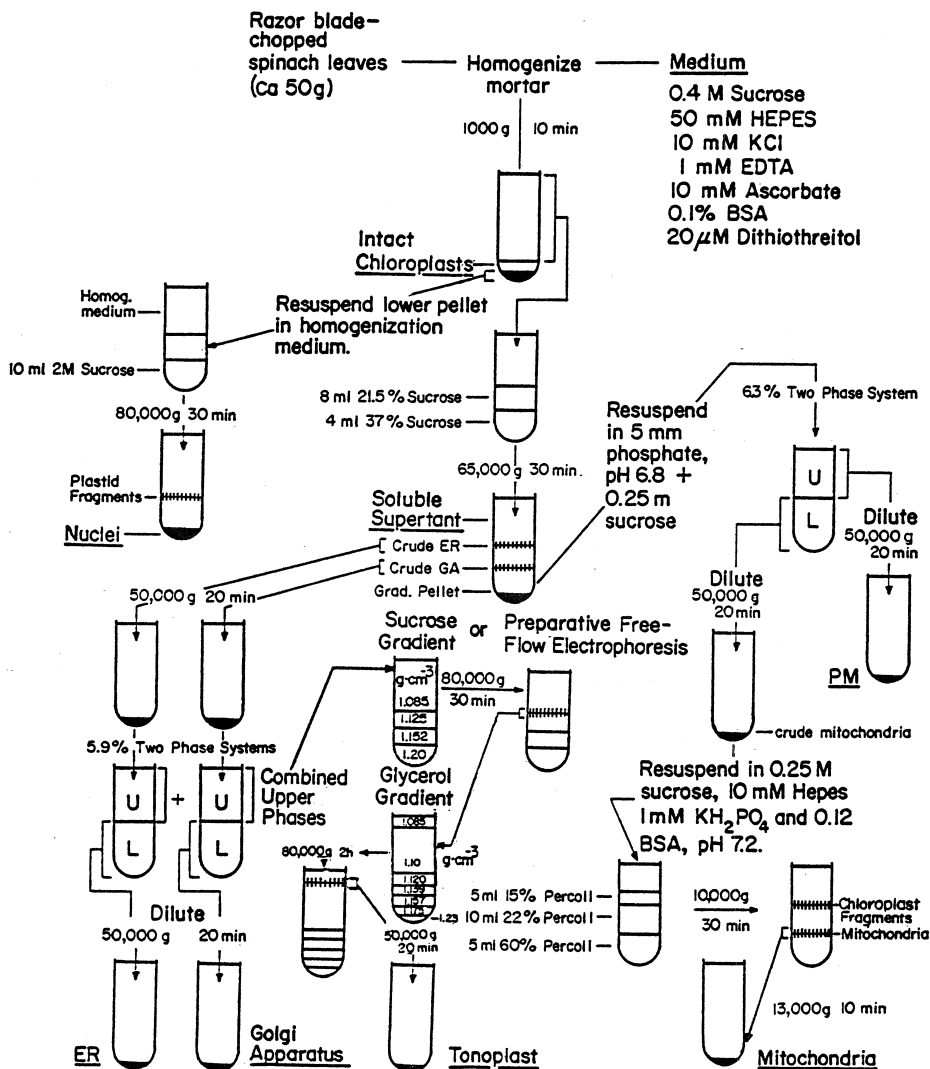 Razor blade-
chopped
spinach leaves
(Ca 50g)
Homogenize
mortar
Medium
0.4 M Sucrose
50 mM HEPES
10 mM KCl
1 mM EDTA
10 mM Ascorbate
0.1% BSA
20µM Dithiothreitol
1000 g 10 min
Intact
Chloroplasts
Resuspend lower pellet
in homogenization
medium.
Homog.
medium
10 ml 2M Sucrose
80,000g 30 min
Plastid
Fragments
Nuclei
8 ml 21.5% Sucrose
4 ml 37% Sucrose
65,000g 30 min.
Soluble
Supertant
Crude ER
Crude GA
Grad. Pellet
Resuspend
in 5 mm
phosphate,
pH 6.8 +
0.25 m
sucrose
6.3% Two Phase System
U
L
Dilute
50,000 g
20 min
PM
Dilute
50,000g
20 min
crude mitochondria
Resuspend in 0.25 M
sucrose, 10 mM Hepes
1 mM KH2PO4 and 0.12
BSA, pH 7.2.
5 ml 15% Percoll
10 ml 22% Percoll
5 ml 60% Percoll
10,000g
30 min
Chloroplast
Fragments
Mitochondria
13,000g 10 min
Mitochondria
50,000 g 20 min
5.9% Two Phase Systems
U + U
L L
Dilute
50,000 g 20 min
ER
Golgi
Apparatus
Combined
Upper
Phases
Sucrose or Preparative Free-
Gradient Flow Electrophoresis
g·cm-3
1.085
1.125
1.152
1.20
80,000g
30 min
Glycerol
Gradient
1.085
1.10 g·cm-3
1.120
1.139
1.157
1.175
1.23
80,000g 2h
50,000g
20 min
Tonoplast